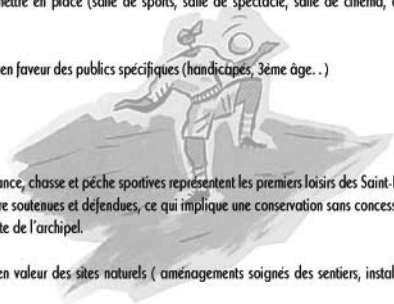 mettre en place (salle de sports, salle de spectacle, salle de cinéma,
en faveur des publics spécifiques (handicapés, 3ème âge. . )
ance, chasse et pêche sportives représentent les premiers loisirs des Saint-
re soutenues et défendues, ce qui implique une conservation sans concess
te de l'archipel.
en valeur des sites naturels ( aménagements soignés des sentiers, instal